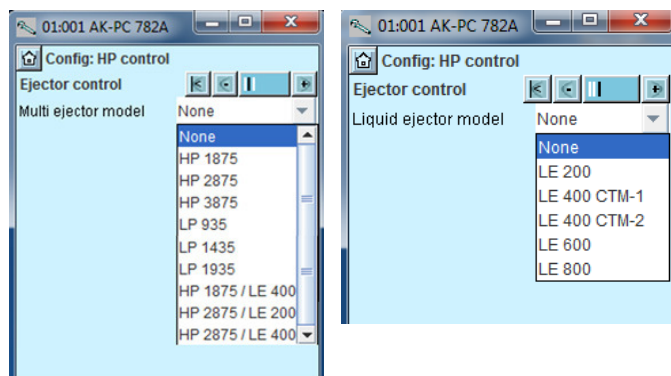 01:001 AK-PC 782A
Config: HP control
Ejector control
Multi ejector model None
None
HP 1875
HP 2875
HP 3875
LP 935
LP 1435
LP 1935
HP 1875 / LE 400
HP 2875 / LE 200
HP 2875 / LE 400
01:001 AK-PC 782A
Config: HP control
Ejector control
Liquid ejector model None
None
LE 200
LE 400 CTM-1
LE 400 CTM-2
LE 600
LE 800